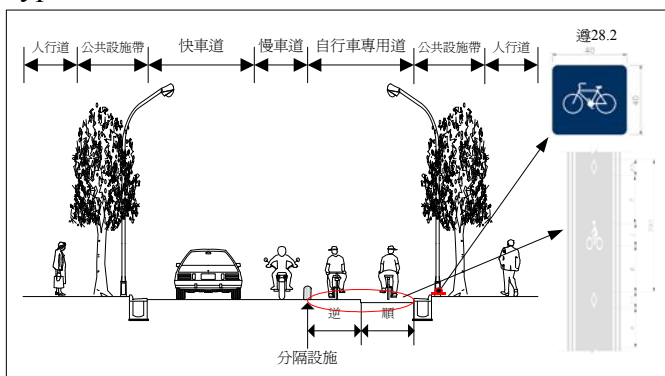 遵28.2
人行道 公共設施帶 快車道 慢車道 自行車專用道 公共設施帶 人行道
40
40
逆 順
分隔設施